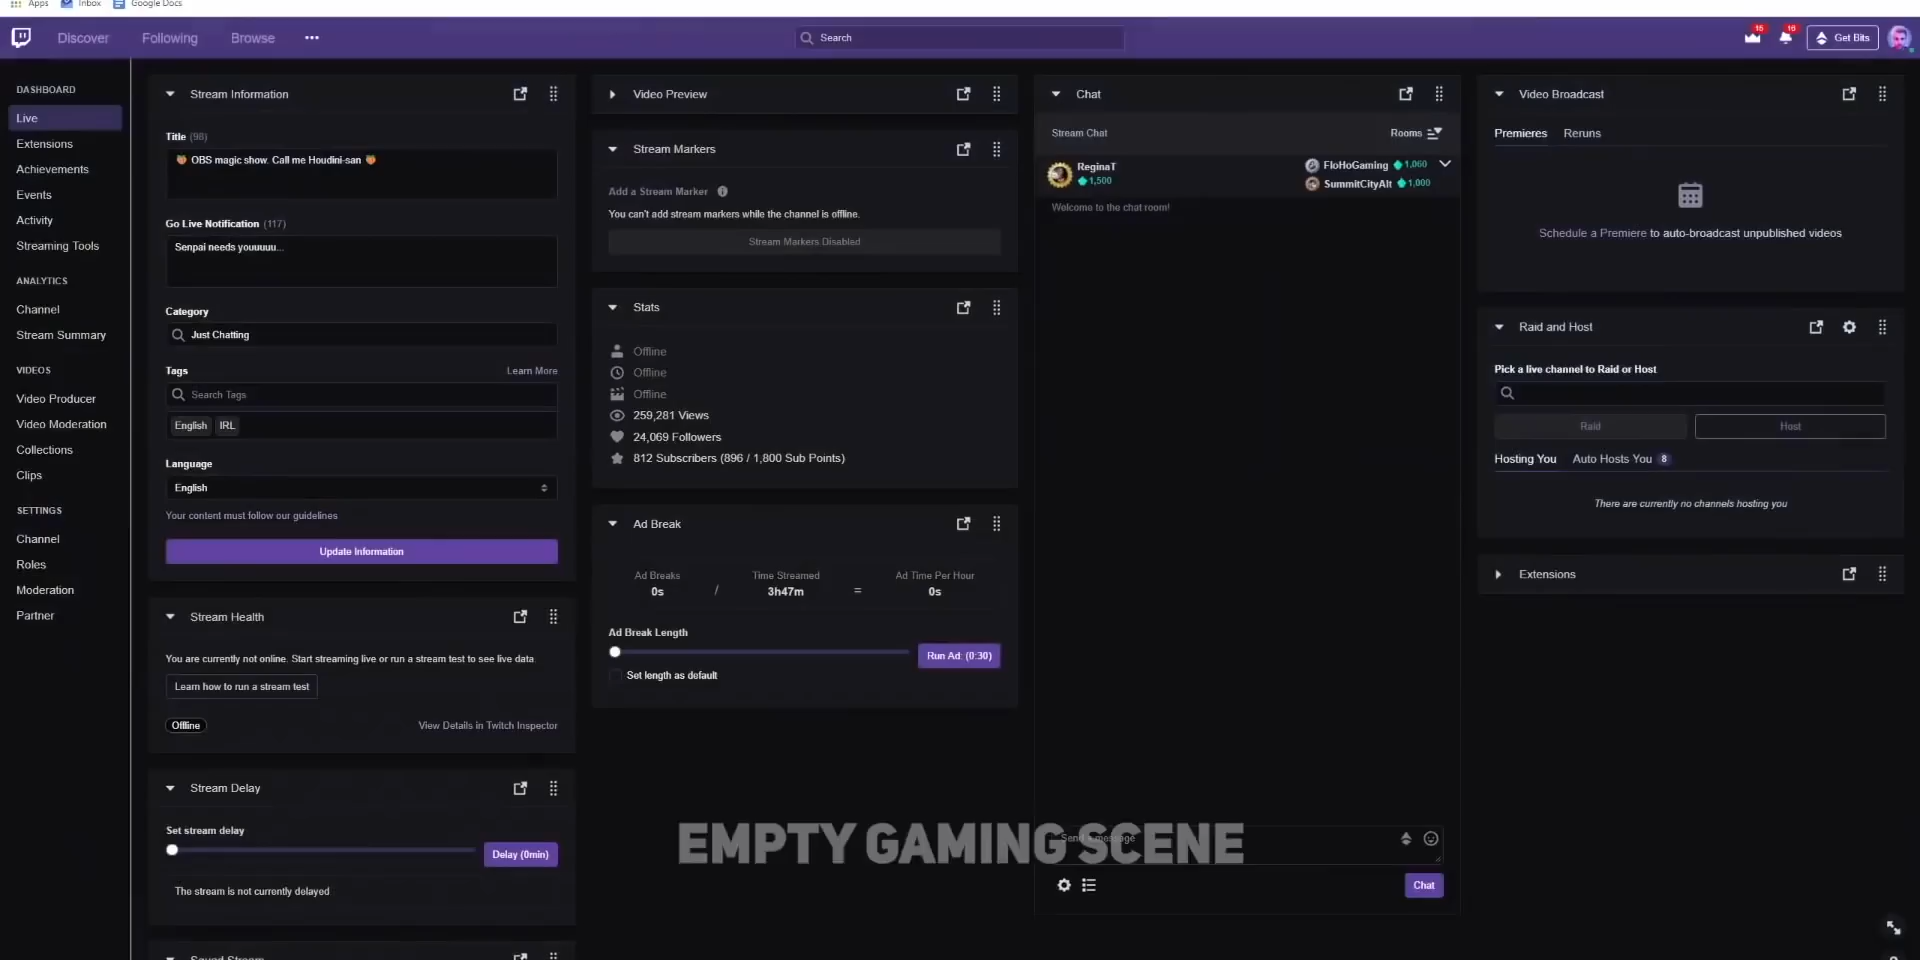 Apps Inbox Google Docs
Discover Following Browse ••• Search 15 16 Get Bits
DASHBOARD
Live
Extensions
Achievements
Events
Activity
Streaming Tools
ANALYTICS
Channel
Stream Summary
VIDEOS
Video Producer
Video Moderation
Collections
Clips
SETTINGS
Channel
Roles
Moderation
Partner
Stream Information
Title (98)
🍑 OBS magic show. Call me Houdini-san 🍑
Go Live Notification (117)
Senpai needs youuuuu...
Category
Just Chatting
Tags Learn More
Search Tags
English IRL
Language
English
Your content must follow our guidelines
Update Information
Stream Health
You are currently not online. Start streaming live or run a stream test to see live data.
Learn how to run a stream test
Offline View Details in Twitch Inspector
Stream Delay
Set stream delay
Delay (0min)
The stream is not currently delayed
Video Preview
Stream Markers
Add a Stream Marker
You can't add stream markers while the channel is offline.
Stream Markers Disabled
Stats
Offline
Offline
Offline
259,281 Views
24,069 Followers
812 Subscribers (896 / 1,800 Sub Points)
Ad Break
Ad Breaks Time Streamed Ad Time Per Hour
0s / 3h47m = 0s
Ad Break Length
Run Ad: (0:30)
Set length as default
Chat
Stream Chat Rooms
ReginaT FloHoGaming 1,060
1,500 SummitCityAlt 1,000
Welcome to the chat room!
Send a message
Chat
Video Broadcast
Premieres Reruns
Schedule a Premiere to auto-broadcast unpublished videos
Raid and Host
Pick a live channel to Raid or Host
Raid Host
Hosting You Auto Hosts You 8
There are currently no channels hosting you
Extensions
EMPTY GAMING SCENE